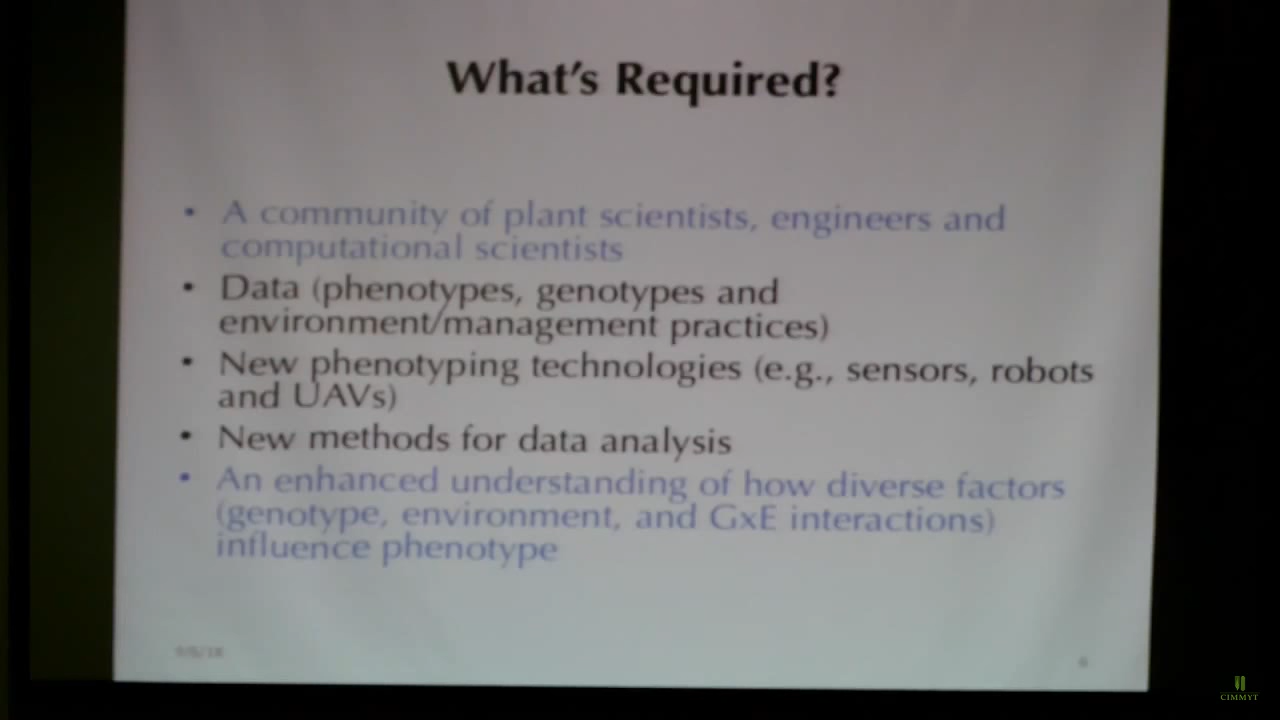 What's Required?
• A community of plant scientists, engineers and
computational scientists
• Data (phenotypes, genotypes and
environment/management practices)
• New phenotyping technologies (e.g., sensors, robots
and UAVs)
• New methods for data analysis
• An enhanced understanding of how diverse factors
(genotype, environment, and GxE interactions)
influence phenotype
6
CIMMYT